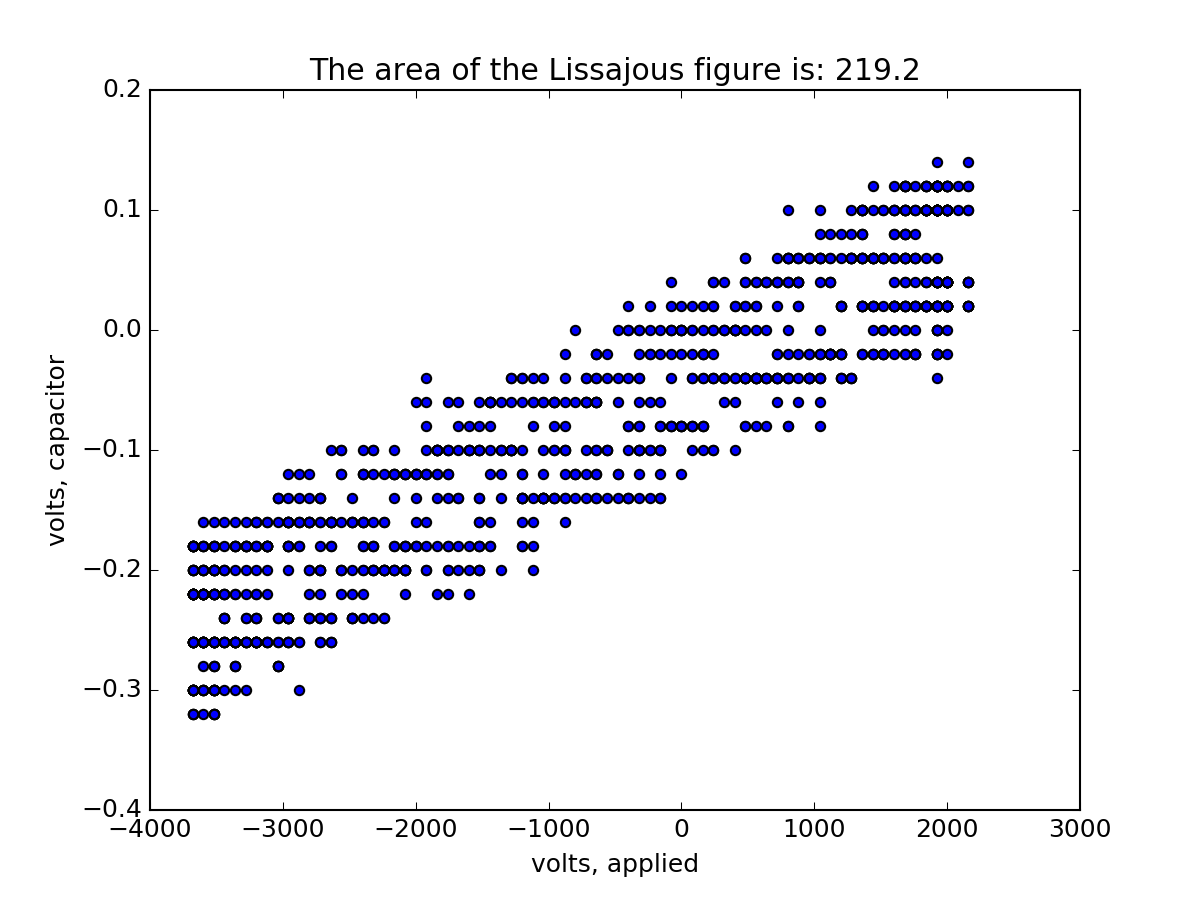 The area of the Lissajous figure is: 219.2
0.2
0.1
0.0
−0.1
−0.2
−0.3
−0.4
volts, capacitor
−4000 −3000 −2000 −1000 0 1000 2000 3000
volts, applied